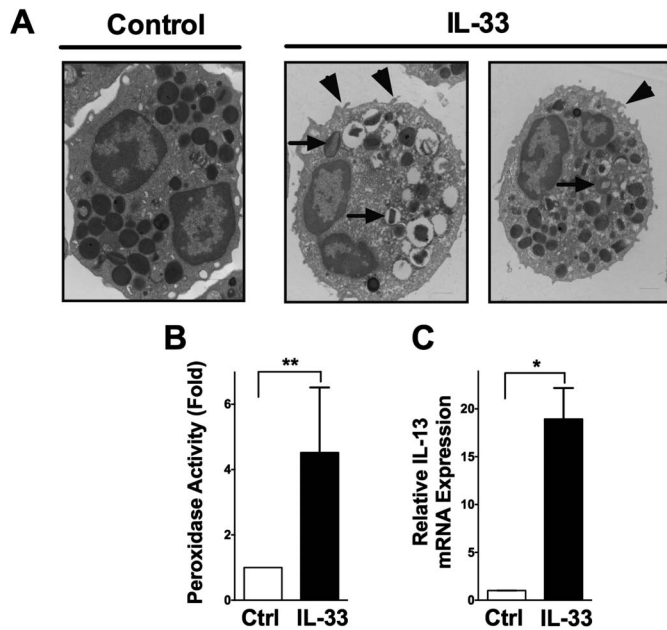 A
Control
IL-33
B
Peroxidase Activity (Fold)
6
4
2
0
**
Ctrl
IL-33
C
Relative IL-13
mRNA Expression
20
15
10
5
0
*
Ctrl
IL-33